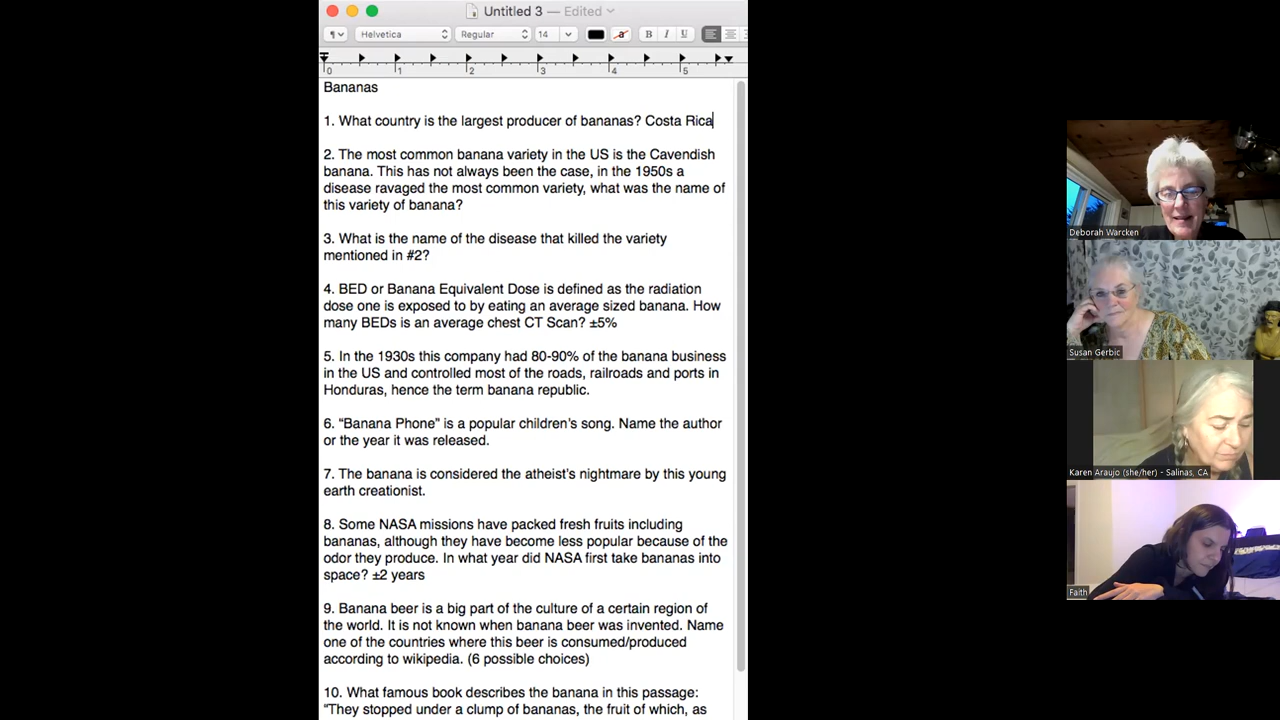 Untitled 3 — Edited
Helvetica
Regular
14
a
B I U
0 1 2 3 4 5
Bananas
1. What country is the largest producer of bananas? Costa Rica
2. The most common banana variety in the US is the Cavendish
banana. This has not always been the case, in the 1950s a
disease ravaged the most common variety, what was the name of
this variety of banana?
3. What is the name of the disease that killed the variety
mentioned in #2?
4. BED or Banana Equivalent Dose is defined as the radiation
dose one is exposed to by eating an average sized banana. How
many BEDs is an average chest CT Scan? ±5%
5. In the 1930s this company had 80-90% of the banana business
in the US and controlled most of the roads, railroads and ports in
Honduras, hence the term banana republic.
6. “Banana Phone” is a popular children’s song. Name the author
or the year it was released.
7. The banana is considered the atheist’s nightmare by this young
earth creationist.
8. Some NASA missions have packed fresh fruits including
bananas, although they have become less popular because of the
odor they produce. In what year did NASA first take bananas into
space? ±2 years
9. Banana beer is a big part of the culture of a certain region of
the world. It is not known when banana beer was invented. Name
one of the countries where this beer is consumed/produced
according to wikipedia. (6 possible choices)
10. What famous book describes the banana in this passage:
“They stopped under a clump of bananas, the fruit of which, as
Deborah Warcken
Susan Gerbic
Karen Araujo (she/her) - Salinas, CA
Faith